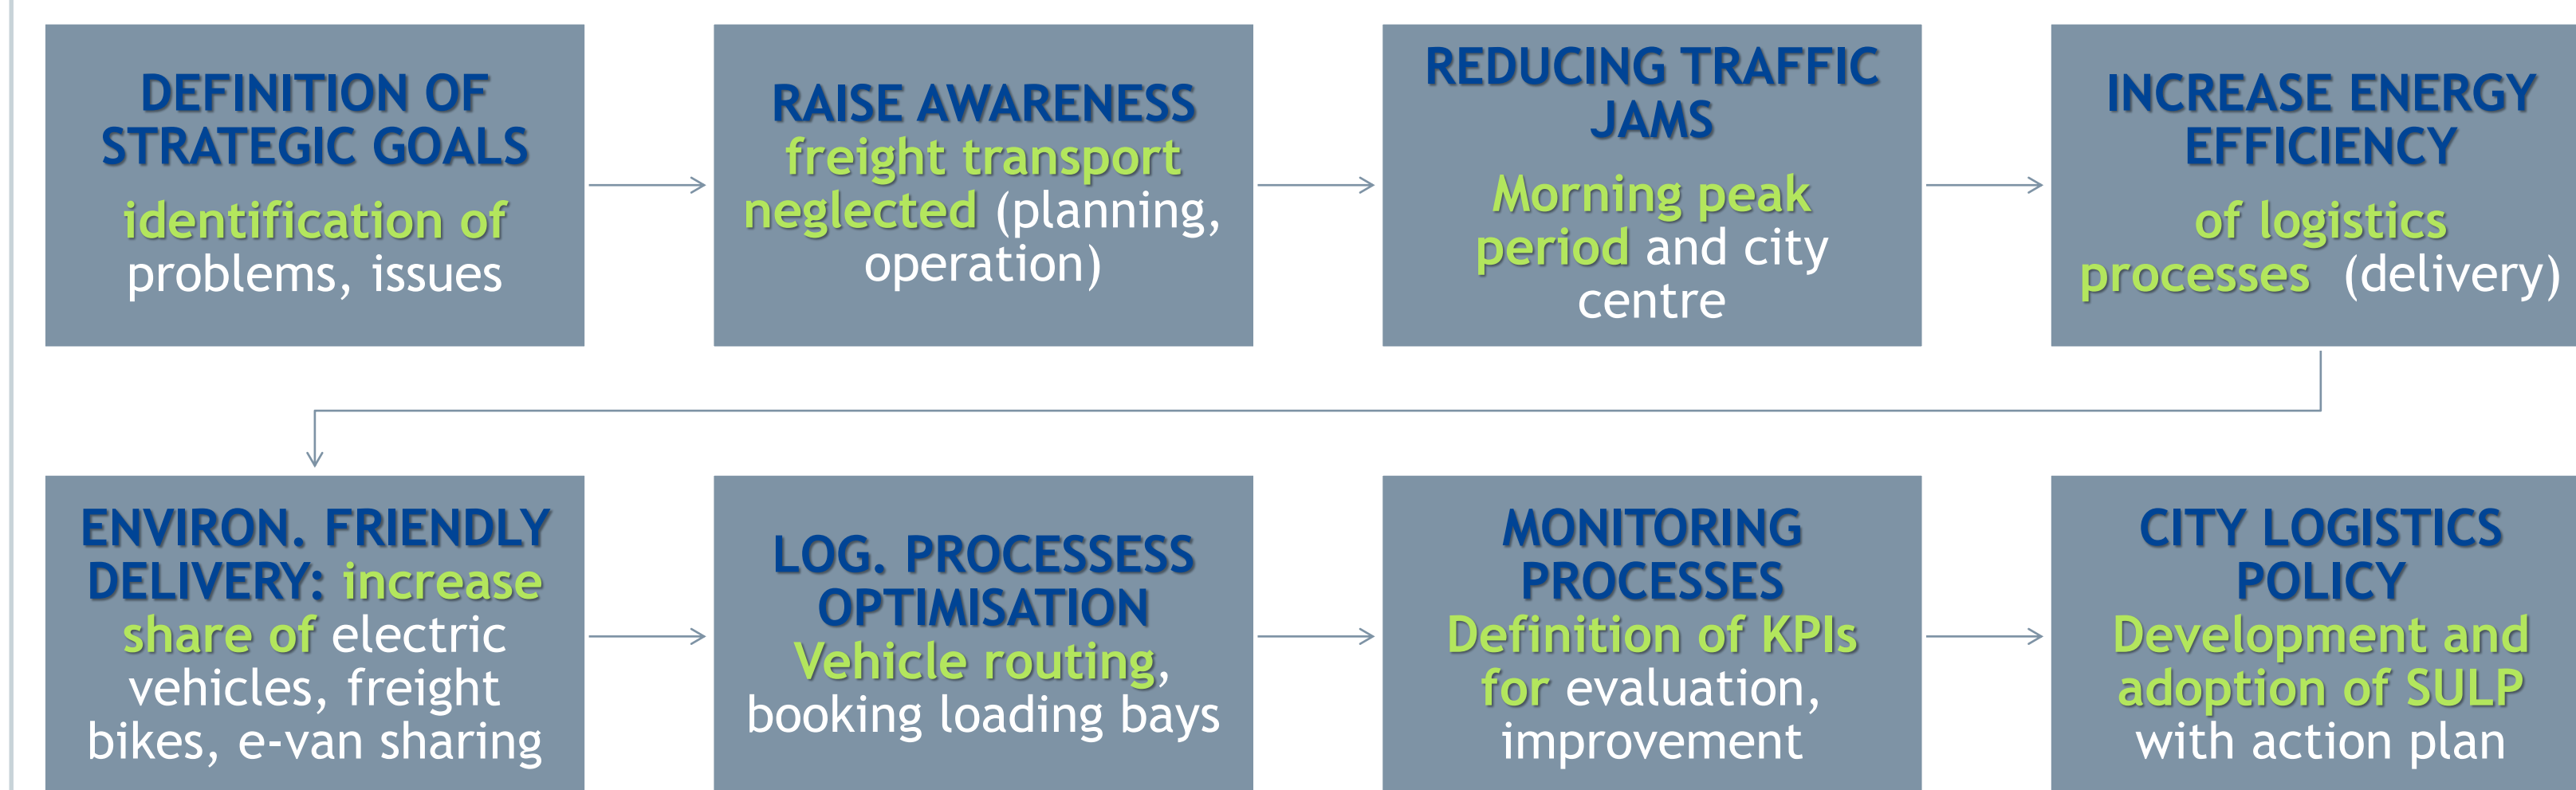 DEFINITION OF
STRATEGIC GOALS
identification of
problems, issues
RAISE AWARENESS
freight transport
neglected (planning,
operation)
REDUCING TRAFFIC
JAMS
Morning peak
period and city
centre
INCREASE ENERGY
EFFICIENCY
of logistics
processes (delivery)
ENVIRON. FRIENDLY
DELIVERY: increase
share of electric
vehicles, freight
bikes, e-van sharing
LOG. PROCESSESS
OPTIMISATION
Vehicle routing,
booking loading bays
MONITORING
PROCESSES
Definition of KPIs
for evaluation,
improvement
CITY LOGISTICS
POLICY
Development and
adoption of SULP
with action plan